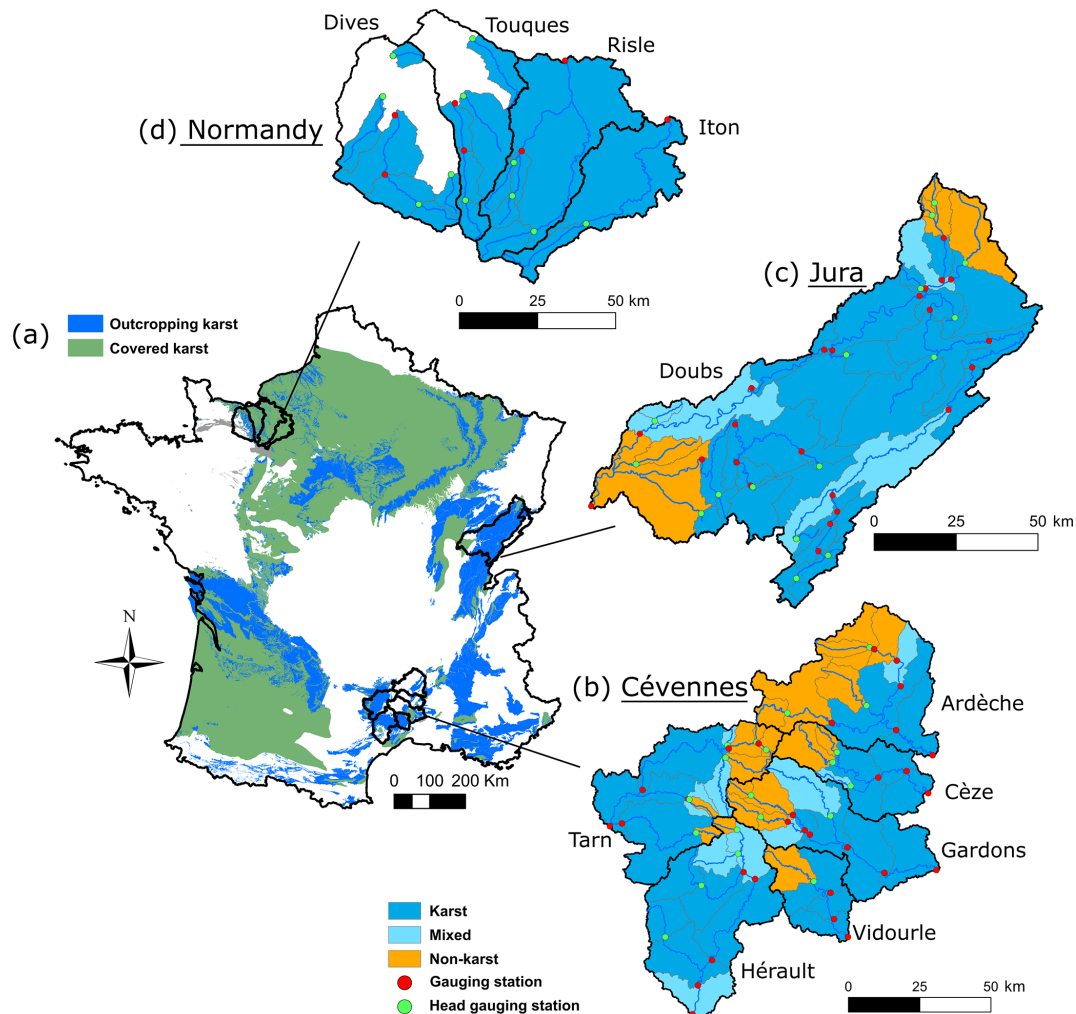 Dives
Touques
Risle
Iton
(d) Normandy
0 25 50 km
(c) Jura
Doubs
0 25 50 km
(a)
Outcropping karst
Covered karst
N
0 100 200 Km
(b) Cévennes
Ardèche
Cèze
Gardons
Tarn
Vidourle
Hérault
0 25 50 km
Karst
Mixed
Non-karst
Gauging station
Head gauging station